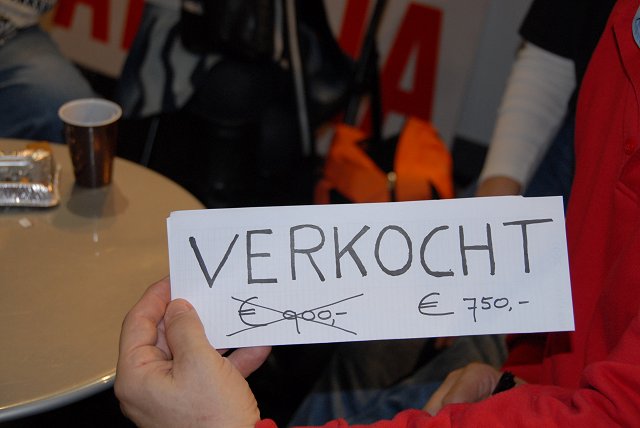 VERKOCHT
€ 900,- € 750,-